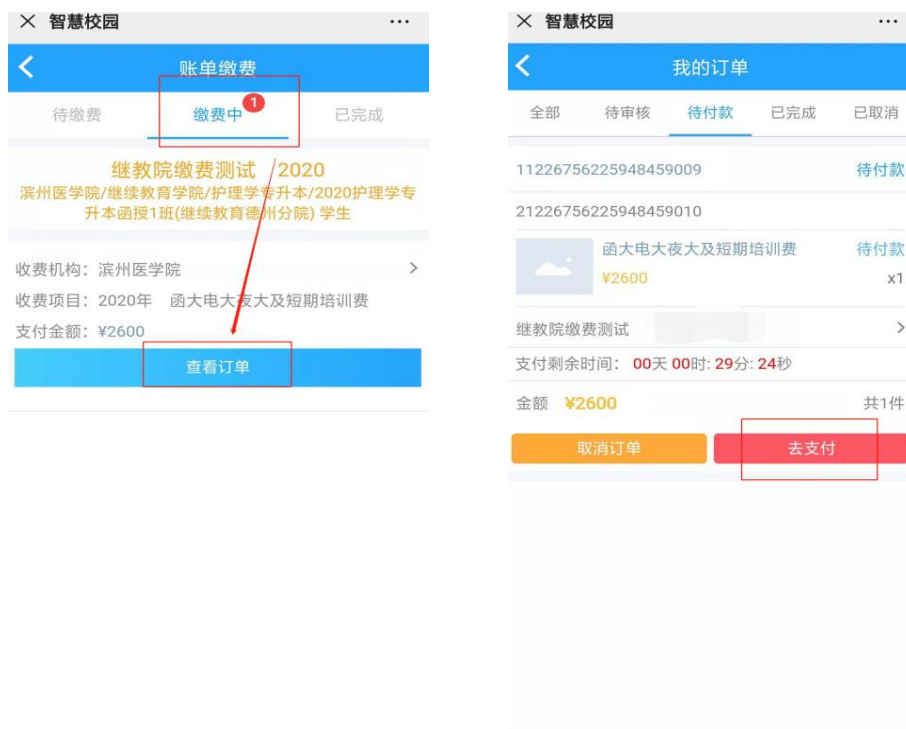 智慧校园
账单缴费
待缴费 缴费中 1 已完成
继教院缴费测试 2020
滨州医学院/继续教育学院/护理学专升本/2020护理学专
升本函授1班(继续教育德州分院) 学生
收费机构：滨州医学院
收费项目：2020年 函大电大夜大及短期培训费
支付金额：¥2600
查看订单
智慧校园
我的订单
全部 待审核 待付款 已完成 已取消
11226756225948459009 待付款
21226756225948459010
函大电大夜大及短期培训费 待付款
¥2600 x1
继教院缴费测试
支付剩余时间： 00天 00时: 29分: 24秒
金额 ¥2600 共1件
取消订单 去支付